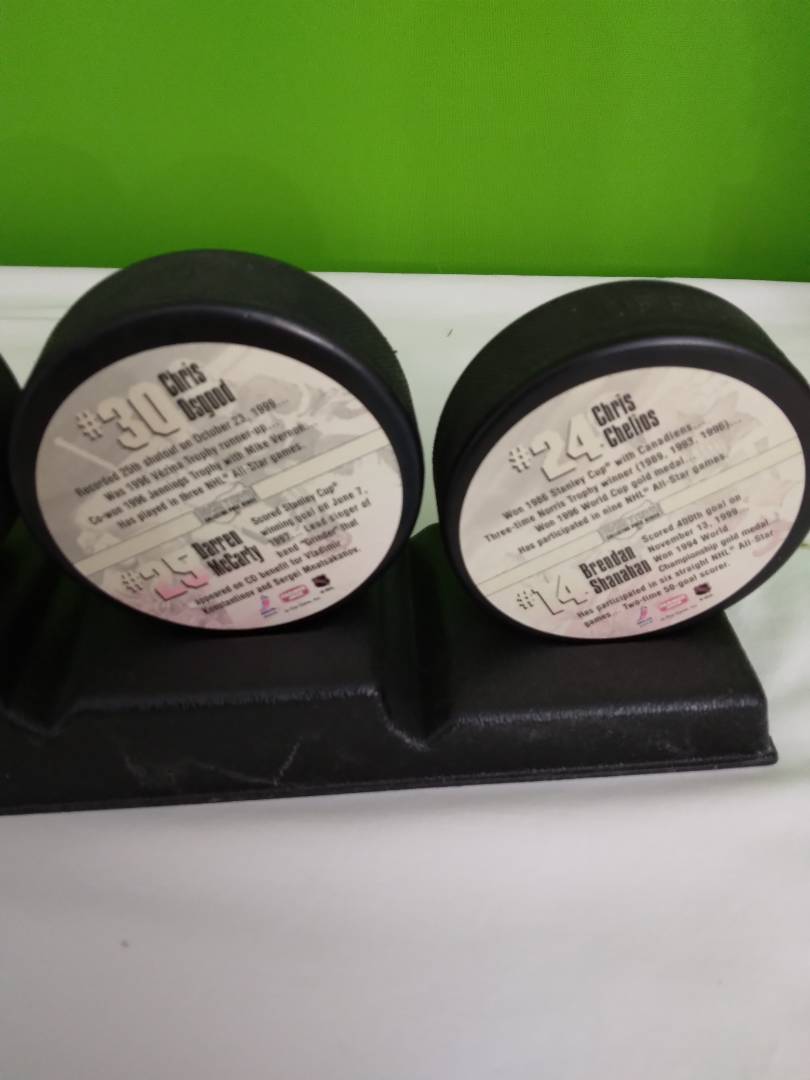 #30 Chris
Osgood
Recorded 25th shutout on October 23, 1999...
Was 1996 Vezina Trophy runner-up...
Co-won 1996 Jennings Trophy with Mike Vernon...
Has played in three NHL® All-Star games.
#25 Darren
McCarty
Scored Stanley Cup®
winning goal on June 7,
1997... Lead singer of
band "Grinder" that
appeared on CD benefit for Vladimir
Konstantinov and Sergei Mnatsakanov.
#24 Chris
Chelios
Won 1986 Stanley Cup® with Canadiens...
Three-time Norris Trophy winner (1989, 1993, 1996)...
Won 1996 World Cup gold medal...
Has participated in nine NHL® All-Star games.
#14 Brendan
Shanahan
Scored 400th goal on
November 13, 1999
Won 1994 World
Championship gold medal
Has participated in six straight NHL® All-Star
games... Two-time 50-goal scorer.